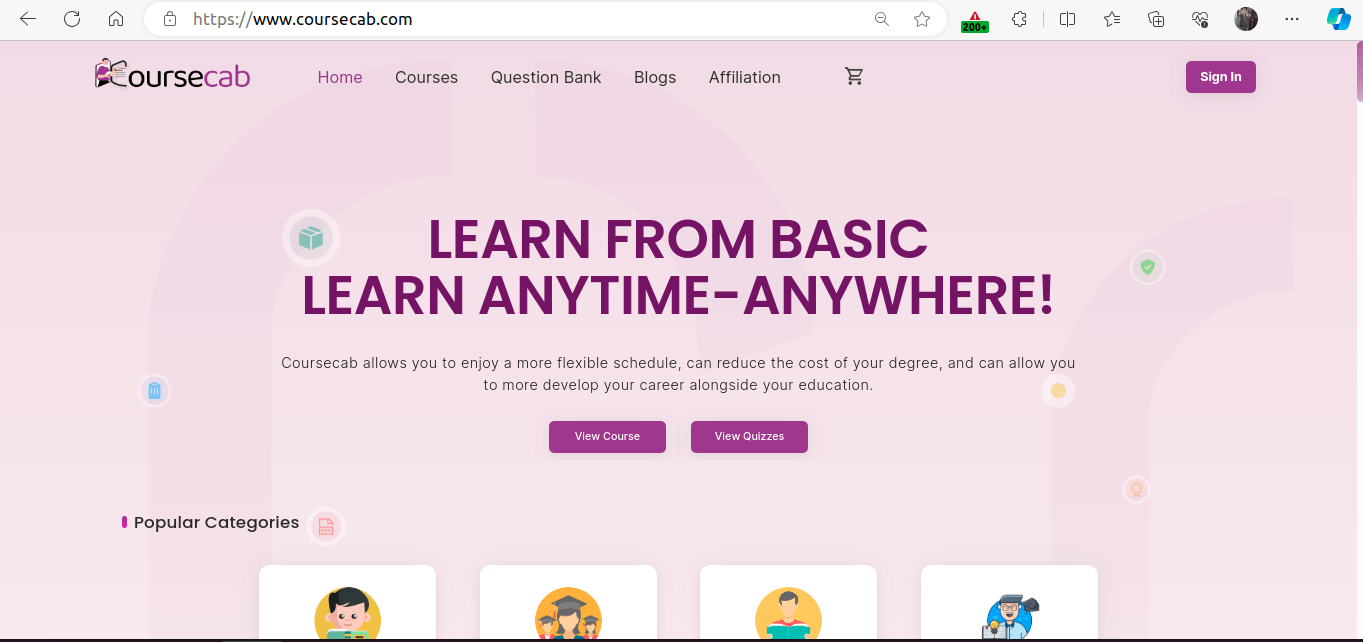 https://www.coursecab.com
200+
Coursecab
Home
Courses
Question Bank
Blogs
Affiliation
Sign In
LEARN FROM BASIC
LEARN ANYTIME-ANYWHERE!
Coursecab allows you to enjoy a more flexible schedule, can reduce the cost of your degree, and can allow you
to more develop your career alongside your education.
View Course
View Quizzes
Popular Categories